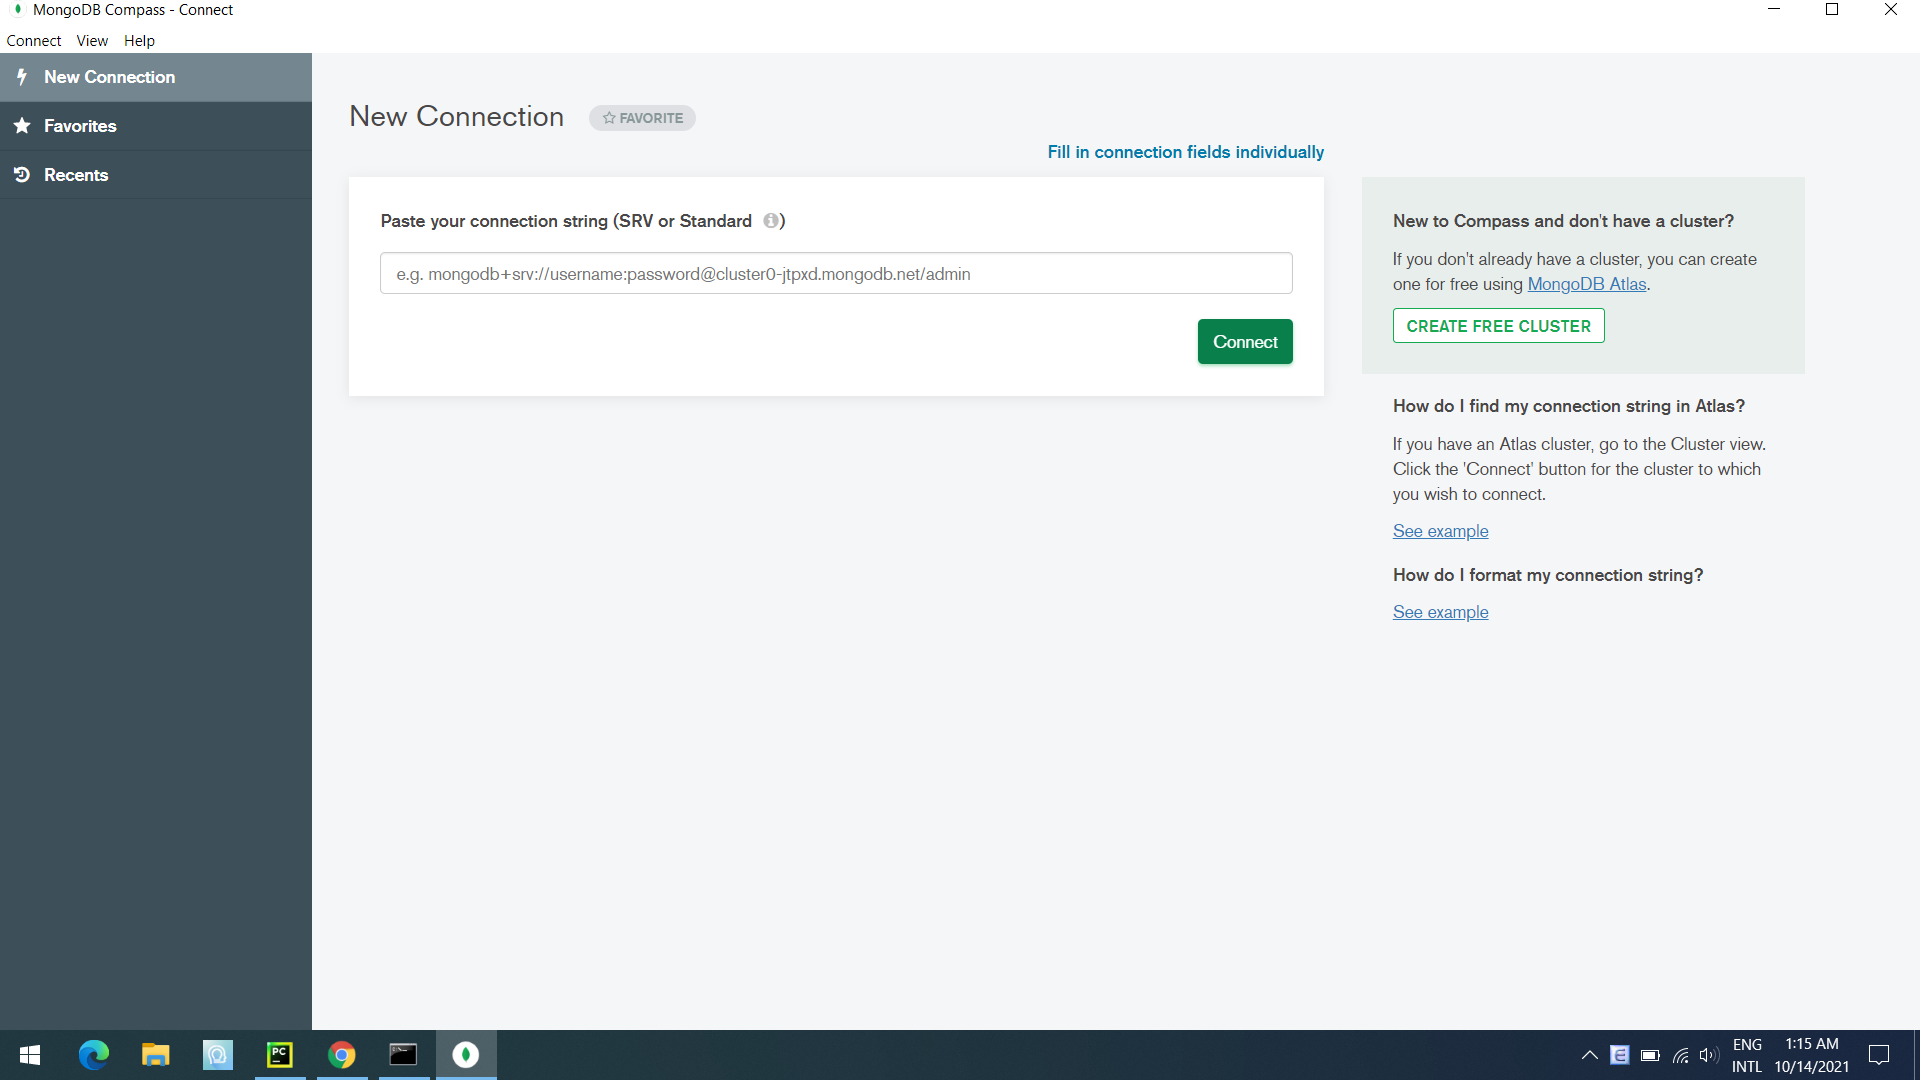 MongoDB Compass - Connect
Connect View Help
New Connection
Favorites
Recents
New Connection
FAVORITE
Fill in connection fields individually
Paste your connection string (SRV or Standard )
e.g. mongodb+srv://username:password@cluster0-jtpxd.mongodb.net/admin
Connect
New to Compass and don't have a cluster?
If you don't already have a cluster, you can create
one for free using MongoDB Atlas.
CREATE FREE CLUSTER
How do I find my connection string in Atlas?
If you have an Atlas cluster, go to the Cluster view.
Click the 'Connect' button for the cluster to which
you wish to connect.
See example
How do I format my connection string?
See example
PC
ENG
INTL
1:15 AM
10/14/2021